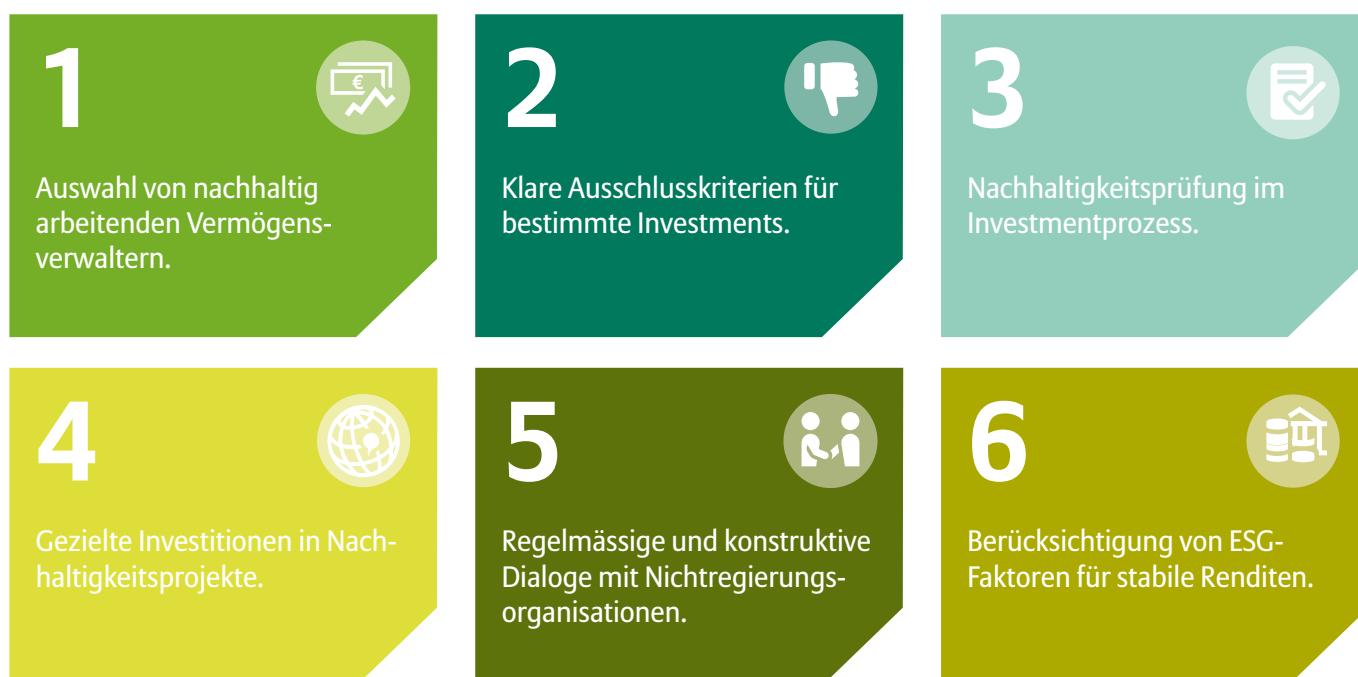 1
Auswahl von nachhaltig
arbeitenden Vermögens-
verwaltern.
2
Klare Ausschlusskriterien für
bestimmte Investments.
3
Nachhaltigkeitsprüfung im
Investmentprozess.
4
Gezielte Investitionen in Nach-
haltigkeitsprojekte.
5
Regelmässige und konstruktive
Dialoge mit Nichtregierungs-
organisationen.
6
Berücksichtigung von ESG-
Faktoren für stabile Renditen.